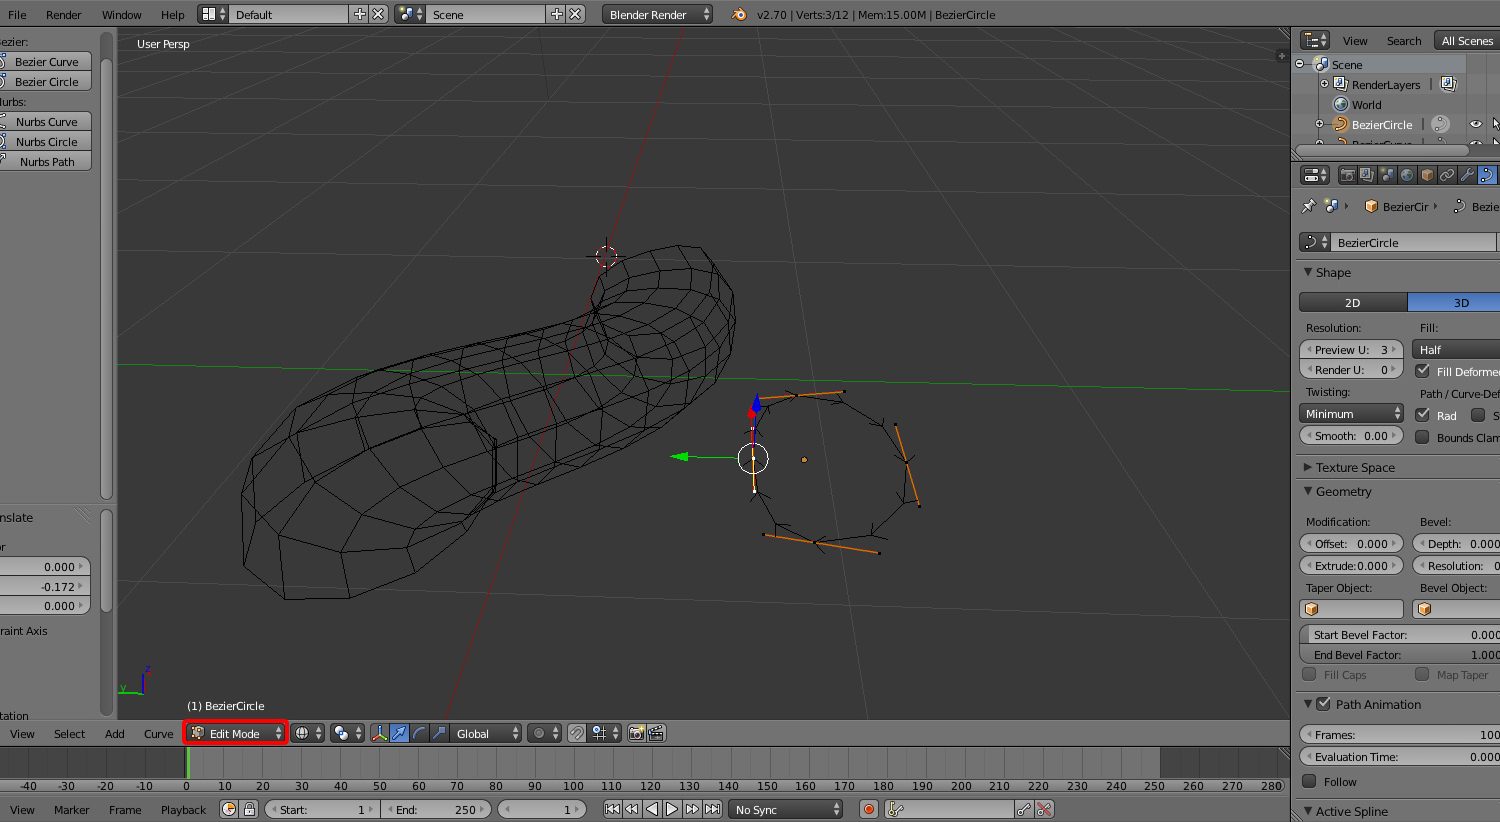 File Render Window Help Default Scene Blender Render v2.70 | Verts:3/12 | Mem:15.00M | BezierCircle
User Persp
ezier:
Bezier Curve
Bezier Circle
lurbs:
Nurbs Curve
Nurbs Circle
Nurbs Path
nslate
or
0.000
-0.172
0.000
raint Axis
tation
y
z
(1) BezierCircle
View Select Add Curve Edit Mode Global
-40 -30 -20 -10 0 10 20 30 40 50 60 70 80 90 100 110 120 130 140 150 160 170 180 190 200 210 220 230 240 250 260 270 280
View Marker Frame Playback Start: 1 End: 250 1 No Sync
View Search All Scenes
Scene
RenderLayers
World
BezierCircle
BezierCir Bezie
BezierCircle
Shape
2D 3D
Resolution: Fill:
Preview U: 3 Half
Render U: 0 Fill Deforme
Twisting: Path / Curve-Def
Minimum Rad S
Smooth: 0.00 Bounds Clam
Texture Space
Geometry
Modification: Bevel:
Offset: 0.000 Depth: 0.000
Extrude:0.000 Resolution: 0
Taper Object: Bevel Object:
Start Bevel Factor: 0.000
End Bevel Factor: 1.000
Fill Caps Map Taper
Path Animation
Frames: 100
Evaluation Time: 0.000
Follow
Active Spline